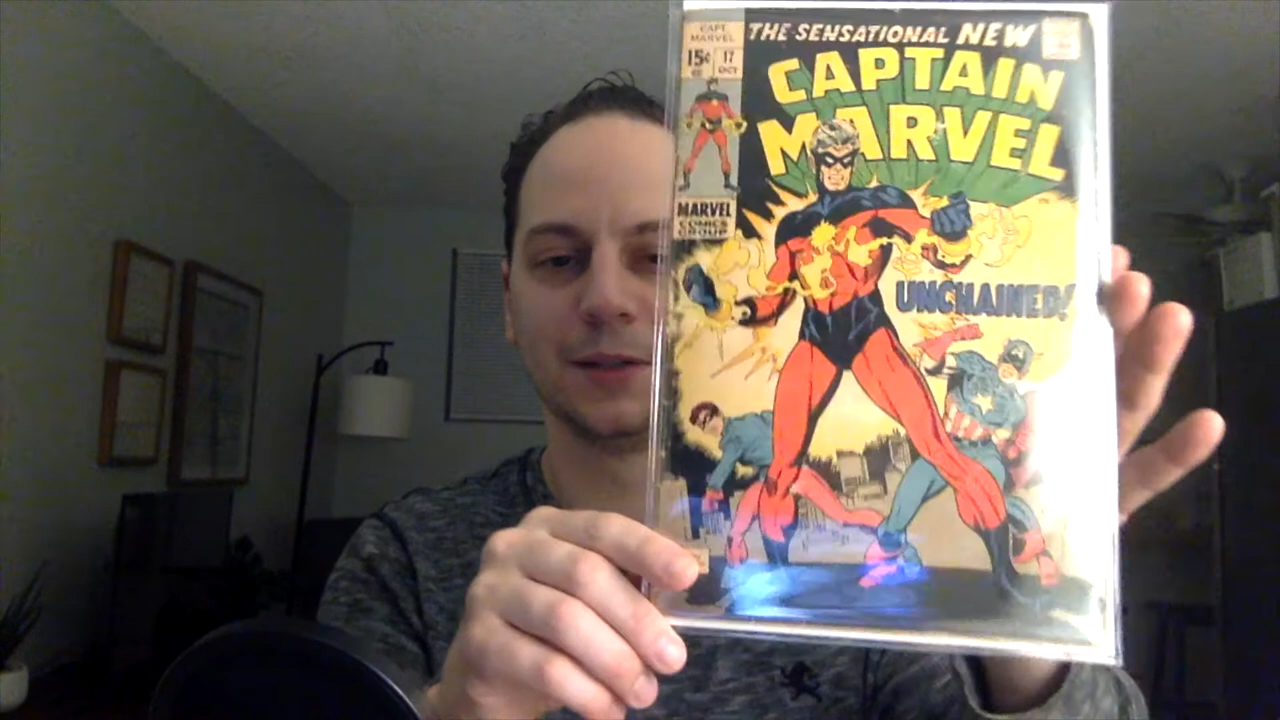 CAPT. MARVEL
15¢ 17 OCT
THE SENSATIONAL NEW
CAPTAIN
MARVEL
MARVEL
COMICS
GROUP
UNCHAINED!